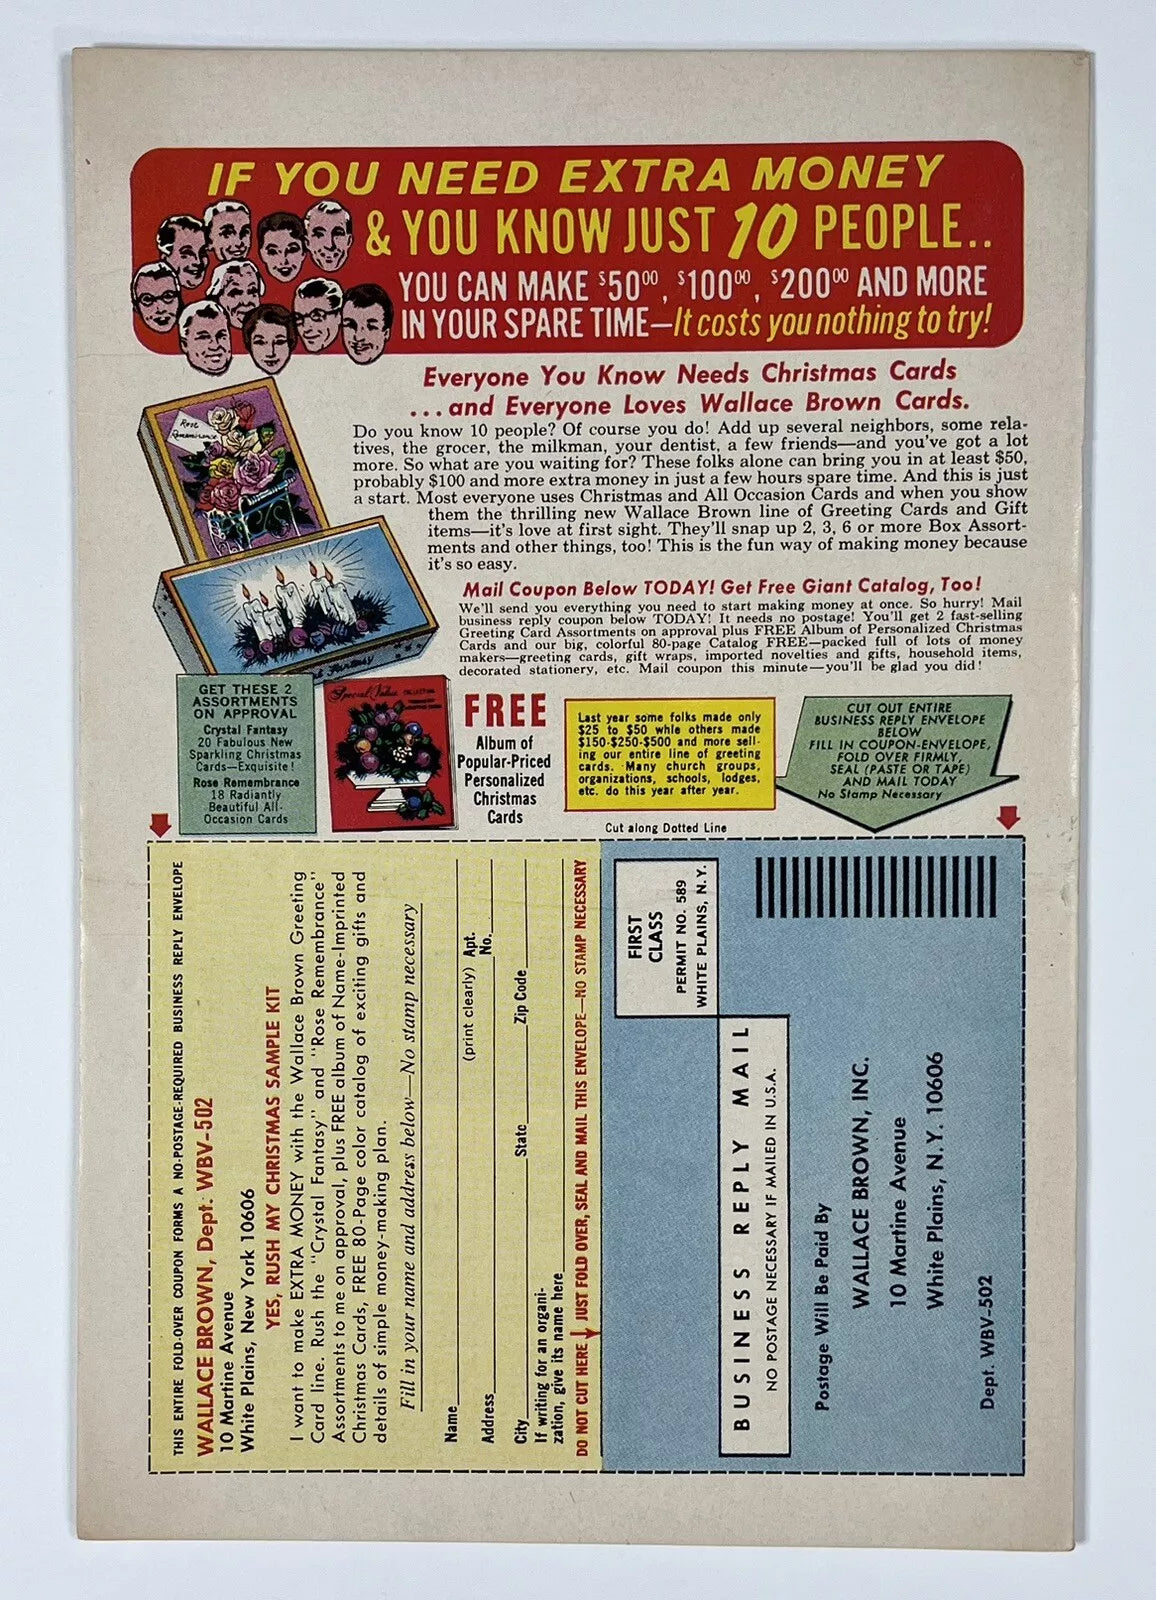 IF YOU NEED EXTRA MONEY
& YOU KNOW JUST 10 PEOPLE..
YOU CAN MAKE $50⁰⁰, $100⁰⁰, $200⁰⁰ AND MORE
IN YOUR SPARE TIME—It costs you nothing to try!
Everyone You Know Needs Christmas Cards
...and Everyone Loves Wallace Brown Cards.
Do you know 10 people? Of course you do! Add up several neighbors, some rela-
tives, the grocer, the milkman, your dentist, a few friends—and you've got a lot
more. So what are you waiting for? These folks alone can bring you in at least $50,
probably $100 and more extra money in just a few hours spare time. And this is just
a start. Most everyone uses Christmas and All Occasion Cards and when you show
them the thrilling new Wallace Brown line of Greeting Cards and Gift
items—it's love at first sight. They'll snap up 2, 3, 6 or more Box Assort-
ments and other things, too! This is the fun way of making money because
it's so easy.
Rose
Remembrance
Mail Coupon Below TODAY! Get Free Giant Catalog, Too!
We'll send you everything you need to start making money at once. So hurry! Mail
business reply coupon below TODAY! It needs no postage! You'll get 2 fast-selling
Greeting Card Assortments on approval plus FREE Album of Personalized Christmas
Cards and our big, colorful 80-page Catalog FREE—packed full of lots of money
makers—greeting cards, gift wraps, imported novelties and gifts, household items,
decorated stationery, etc. Mail coupon this minute—you'll be glad you did!
Fantasy
GET THESE 2
ASSORTMENTS
ON APPROVAL
Crystal Fantasy
20 Fabulous New
Sparkling Christmas
Cards—Exquisite!
Rose Remembrance
18 Radiantly
Beautiful All-
Occasion Cards
Special Value COLLECTION
FREE
Album of
Popular-Priced
Personalized
Christmas
Cards
Last year some folks made only
$25 to $50 while others made
$150-$250-$500 and more sell-
ing our entire line of greeting
cards. Many church groups,
organizations, schools, lodges,
etc. do this year after year.
CUT OUT ENTIRE
BUSINESS REPLY ENVELOPE
BELOW
FILL IN COUPON-ENVELOPE,
FOLD OVER FIRMLY,
SEAL (PASTE OR TAPE)
AND MAIL TODAY
No Stamp Necessary
Cut along Dotted Line
THIS ENTIRE FOLD-OVER COUPON FORMS A NO-POSTAGE-REQUIRED BUSINESS REPLY ENVELOPE
WALLACE BROWN, Dept. WBV-502
10 Martine Avenue
White Plains, New York 10606
YES, RUSH MY CHRISTMAS SAMPLE KIT
I want to make EXTRA MONEY with the Wallace Brown Greeting
Card line. Rush the "Crystal Fantasy" and "Rose Remembrance"
Assortments to me on approval, plus FREE album of Name-Imprinted
Christmas Cards, FREE 80-Page color catalog of exciting gifts and
details of simple money-making plan.
Fill in your name and address below—No stamp necessary
Name
(print clearly)
Address Apt. No.
City State Zip Code
If writing for an organi-
zation, give its name here
DO NOT CUT HERE JUST FOLD OVER, SEAL AND MAIL THIS ENVELOPE—NO STAMP NECESSARY
FIRST
CLASS
PERMIT NO. 589
WHITE PLAINS, N.Y.
BUSINESS REPLY MAIL
NO POSTAGE NECESSARY IF MAILED IN U.S.A.
Postage Will Be Paid By
WALLACE BROWN, INC.
10 Martine Avenue
White Plains, N.Y. 10606
Dept. WBV-502